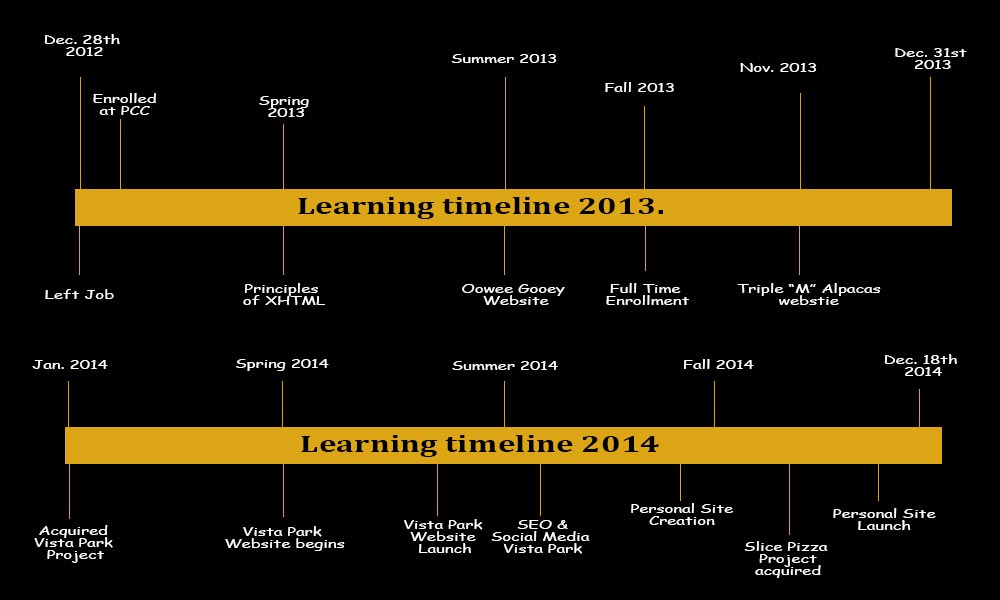 Dec. 28th
2012
Enrolled
at PCC
Spring
2013
Summer 2013
Fall 2013
Nov. 2013
Dec. 31st
2013
Learning timeline 2013.
Left Job
Principles
of XHTML
Oowee Gooey
Website
Full Time
Enrollment
Triple “M” Alpacas
webstie
Jan. 2014
Spring 2014
Summer 2014
Fall 2014
Dec. 18th
2014
Learning timeline 2014
Acquired
Vista Park
Project
Vista Park
Website begins
Vista Park
Website
Launch
SEO &
Social Media
Vista Park
Personal Site
Creation
Slice Pizza
Project
acquired
Personal Site
Launch